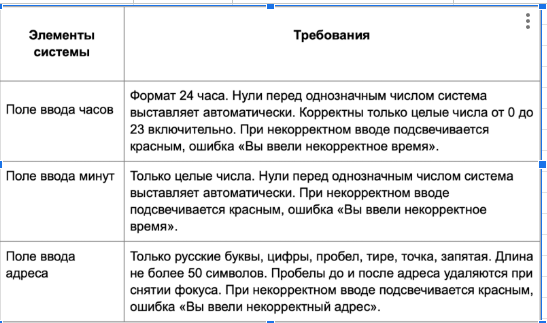 Элементы системы
Требования
Поле ввода часов
Формат 24 часа. Нули перед однозначным числом система
выставляет автоматически. Корректны только целые числа от 0 до
23 включительно. При некорректном вводе подсвечивается
красным, ошибка «Вы ввели некорректное время».
Поле ввода минут
Только целые числа. Нули перед однозначным числом система
выставляет автоматически. При некорректном вводе
подсвечивается красным, ошибка «Вы ввели некорректное
время».
Поле ввода
адреса
Только русские буквы, цифры, пробел, тире, точка, запятая. Длина
не более 50 символов. Пробелы до и после адреса удаляются при
снятии фокуса. При некорректном вводе подсвечивается красным,
ошибка «Вы ввели некорректный адрес».